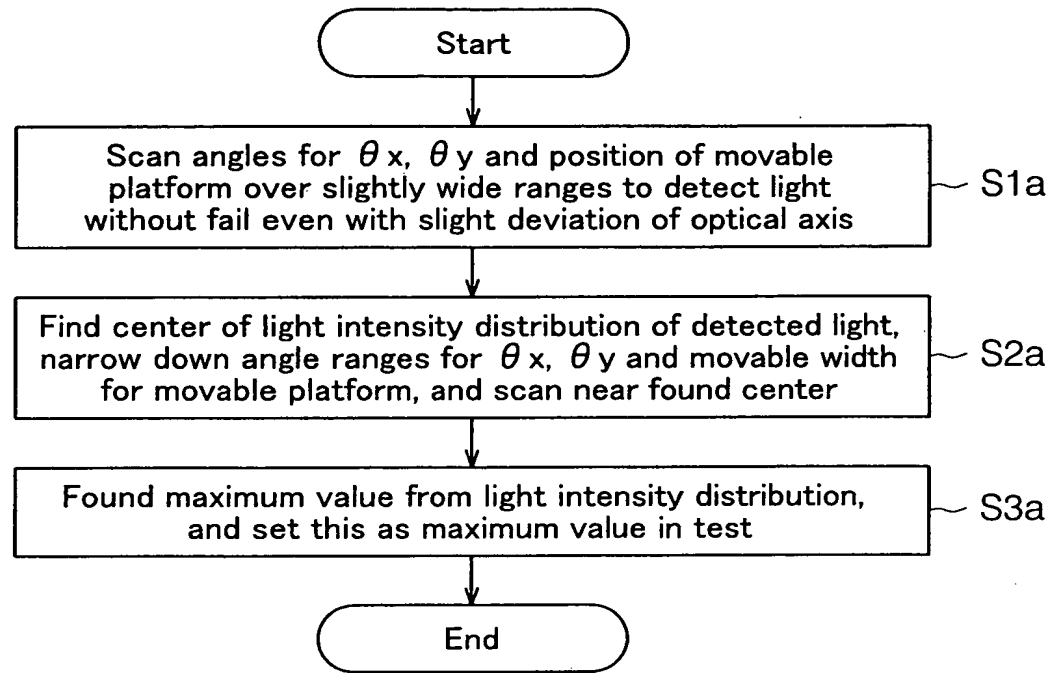 Start
Scan angles for θx, θy and position of movable
platform over slightly wide ranges to detect light
without fail even with slight deviation of optical axis
S1a
Find center of light intensity distribution of detected light,
narrow down angle ranges for θx, θy and movable width
for movable platform, and scan near found center
S2a
Found maximum value from light intensity distribution,
and set this as maximum value in test
S3a
End